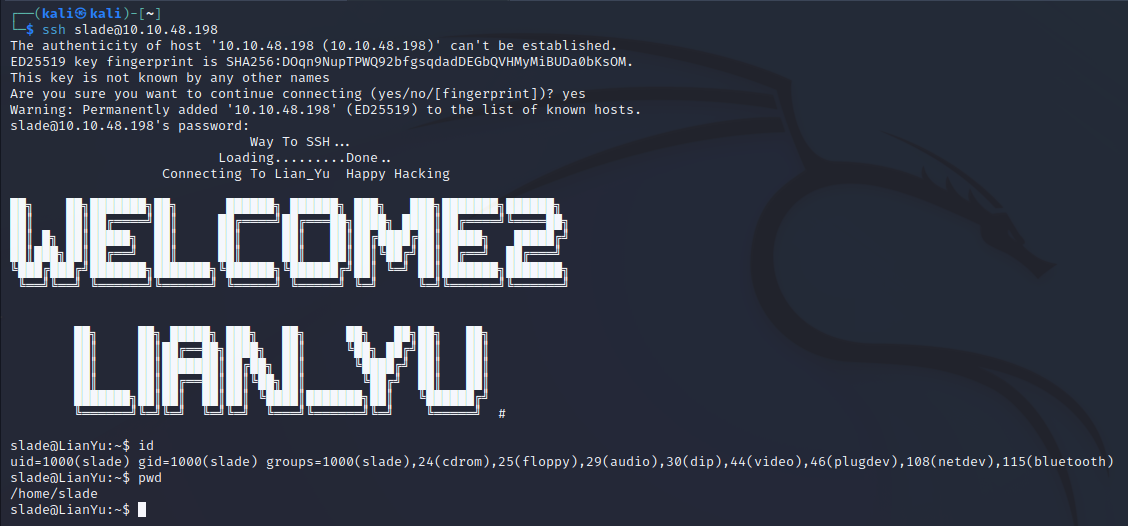 ┌──(kali㉿kali)-[~]
└─$ ssh slade@10.10.48.198
The authenticity of host '10.10.48.198 (10.10.48.198)' can't be established.
ED25519 key fingerprint is SHA256:DOqn9NupTPWQ92bfgsqdadDEGbQVHMyMiBUDa0bKsOM.
This key is not known by any other names
Are you sure you want to continue connecting (yes/no/[fingerprint])? yes
Warning: Permanently added '10.10.48.198' (ED25519) to the list of known hosts.
slade@10.10.48.198's password:
Way To SSH...
Loading.........Done..
Connecting To Lian_Yu  Happy Hacking
WELCOME2
LIAN_YU #
slade@LianYu:~$ id
uid=1000(slade) gid=1000(slade) groups=1000(slade),24(cdrom),25(floppy),29(audio),30(dip),44(video),46(plugdev),108(netdev),115(bluetooth)
slade@LianYu:~$ pwd
/home/slade
slade@LianYu:~$